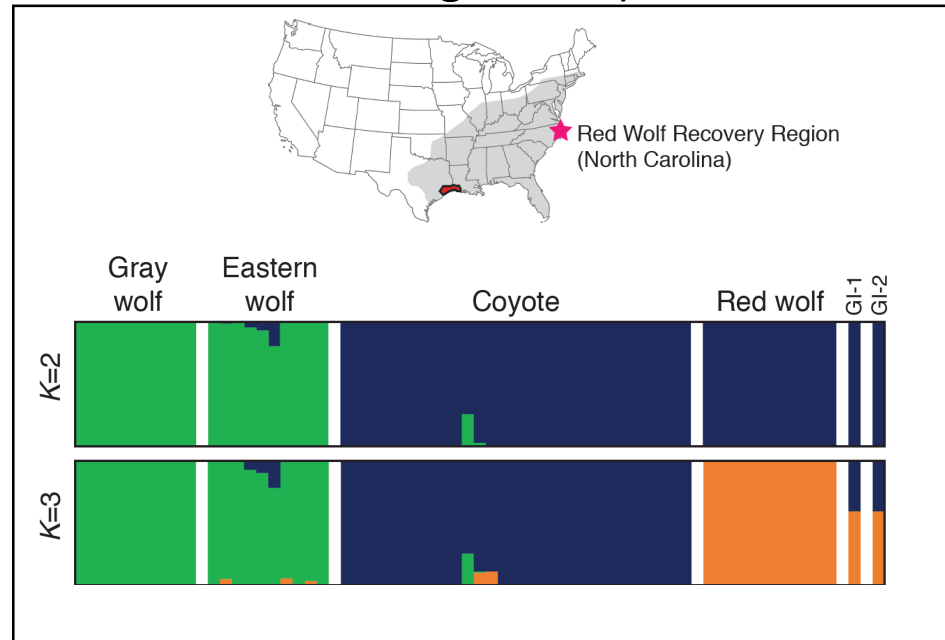 Red Wolf Recovery Region
(North Carolina)
Gray
wolf
Eastern
wolf
Coyote
Red wolf
GI-1
GI-2
K=2
K=3